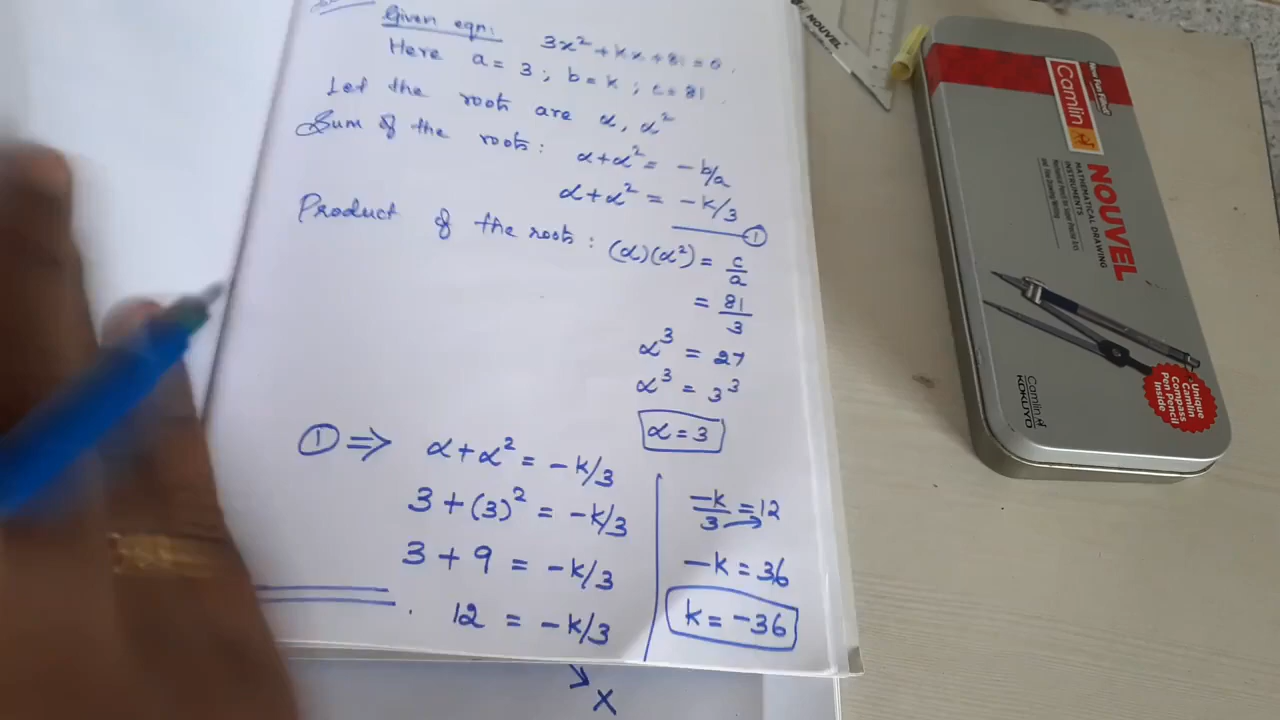 Given eqn:
3x² + kx + 81 = 0.
Here a = 3 ; b = k ; c = 81.
Let the roots are α, α²
Sum of the roots : α + α² = -b/a
α + α² = -k/3
①
Product of the roots : (α)(α²) = c/a
= 81/3
α³ = 27
α³ = 3³
α = 3
① ⇒ α + α² = -k/3
3 + (3)² = -k/3
3 + 9 = -k/3
12 = -k/3
-k/3 = 12
-k = 36
k = -36
x
NOUVEL
New Fun Filled
Camlin
NOUVEL
MATHEMATICAL DRAWING
INSTRUMENTS
Camlin
KOKUYO
Unique
Camlin
Compass
Pen Pencil
Inside